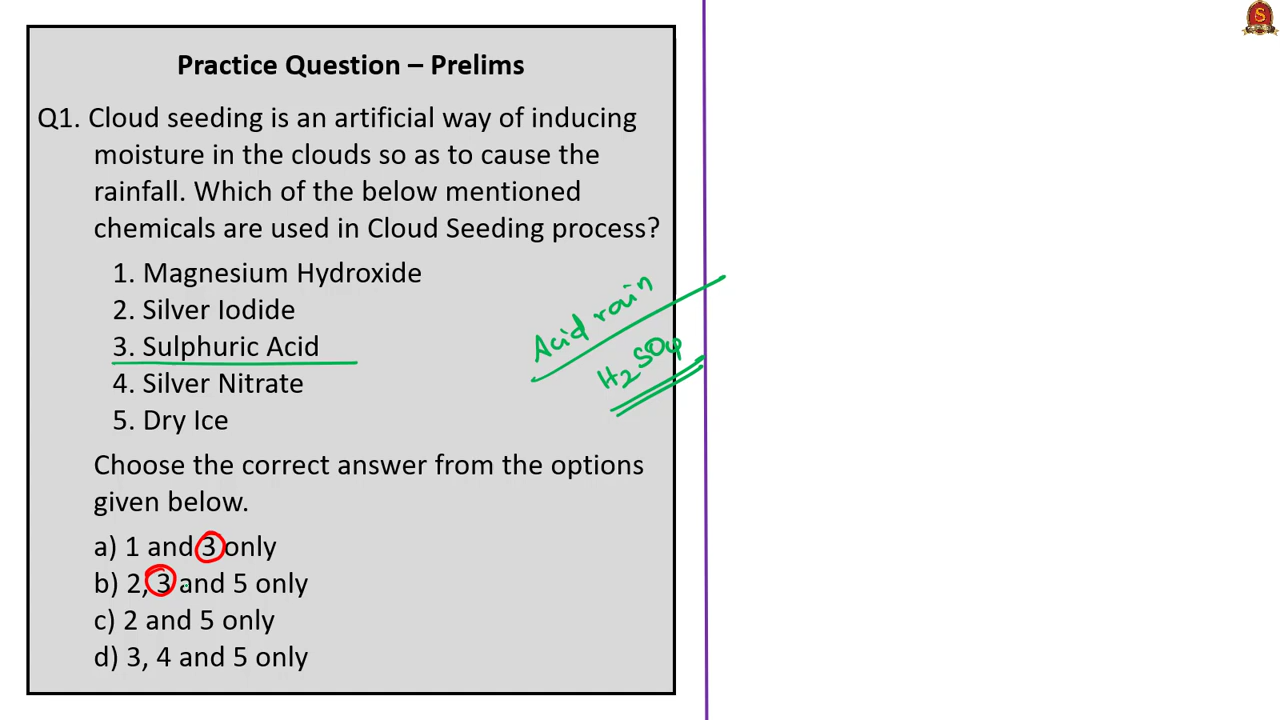 Practice Question – Prelims
Q1. Cloud seeding is an artificial way of inducing
moisture in the clouds so as to cause the
rainfall. Which of the below mentioned
chemicals are used in Cloud Seeding process?
1. Magnesium Hydroxide
2. Silver Iodide
3. Sulphuric Acid
4. Silver Nitrate
5. Dry Ice
Acid rain
H2SO4
Choose the correct answer from the options
given below.
a) 1 and 3 only
b) 2, 3 and 5 only
c) 2 and 5 only
d) 3, 4 and 5 only
S